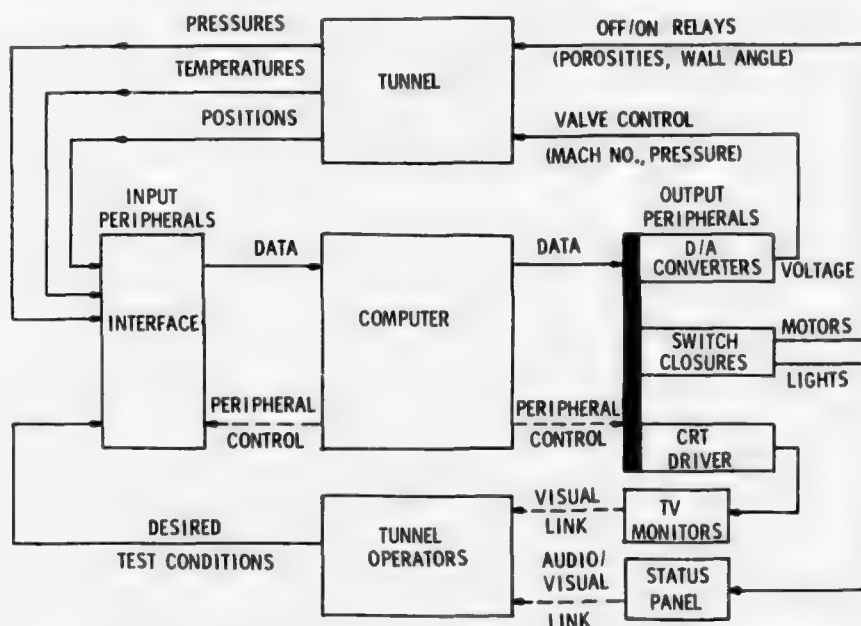 PRESSURES
TEMPERATURES
POSITIONS
TUNNEL
OFF/ON RELAYS
(POROSITIES, WALL ANGLE)
VALVE CONTROL
(MACH NO., PRESSURE)
INPUT
PERIPHERALS
INTERFACE
DATA
PERIPHERAL
CONTROL
COMPUTER
DATA
PERIPHERAL
CONTROL
OUTPUT
PERIPHERALS
D/A
CONVERTERS
VOLTAGE
SWITCH
CLOSURES
MOTORS
LIGHTS
CRT
DRIVER
DESIRED
TEST CONDITIONS
TUNNEL
OPERATORS
VISUAL
LINK
TV
MONITORS
AUDIO/
VISUAL
LINK
STATUS
PANEL